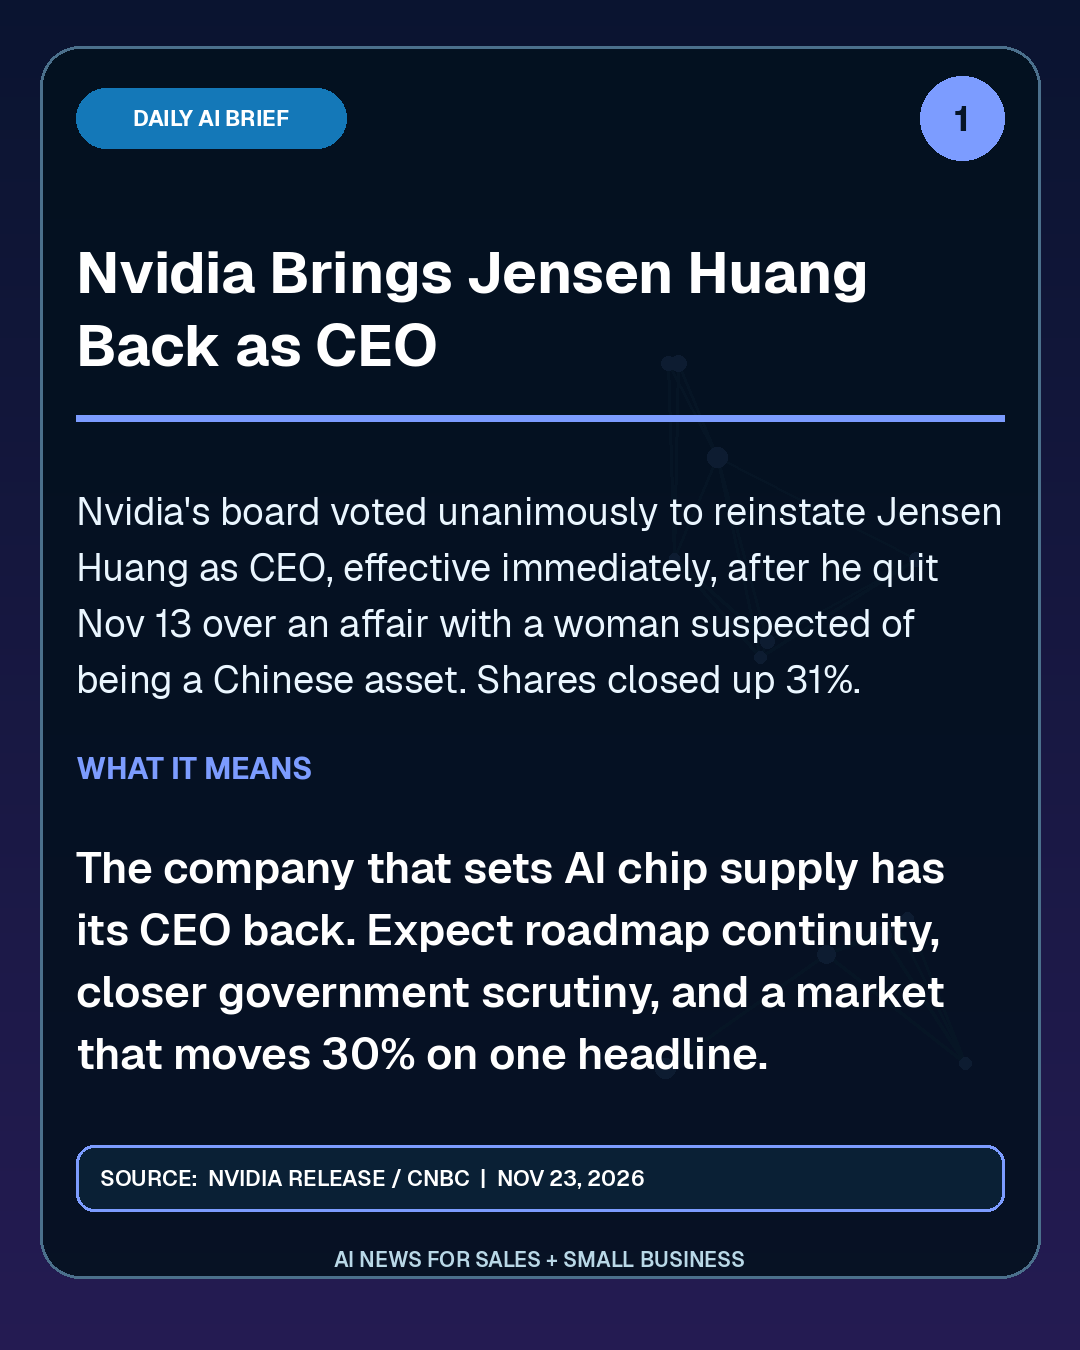 DAILY AI BRIEF
1
Nvidia Brings Jensen Huang
Back as CEO
Nvidia's board voted unanimously to reinstate Jensen
Huang as CEO, effective immediately, after he quit
Nov 13 over an affair with a woman suspected of
being a Chinese asset. Shares closed up 31%.
WHAT IT MEANS
The company that sets AI chip supply has
its CEO back. Expect roadmap continuity,
closer government scrutiny, and a market
that moves 30% on one headline.
SOURCE: NVIDIA RELEASE / CNBC | NOV 23, 2026
AI NEWS FOR SALES + SMALL BUSINESS